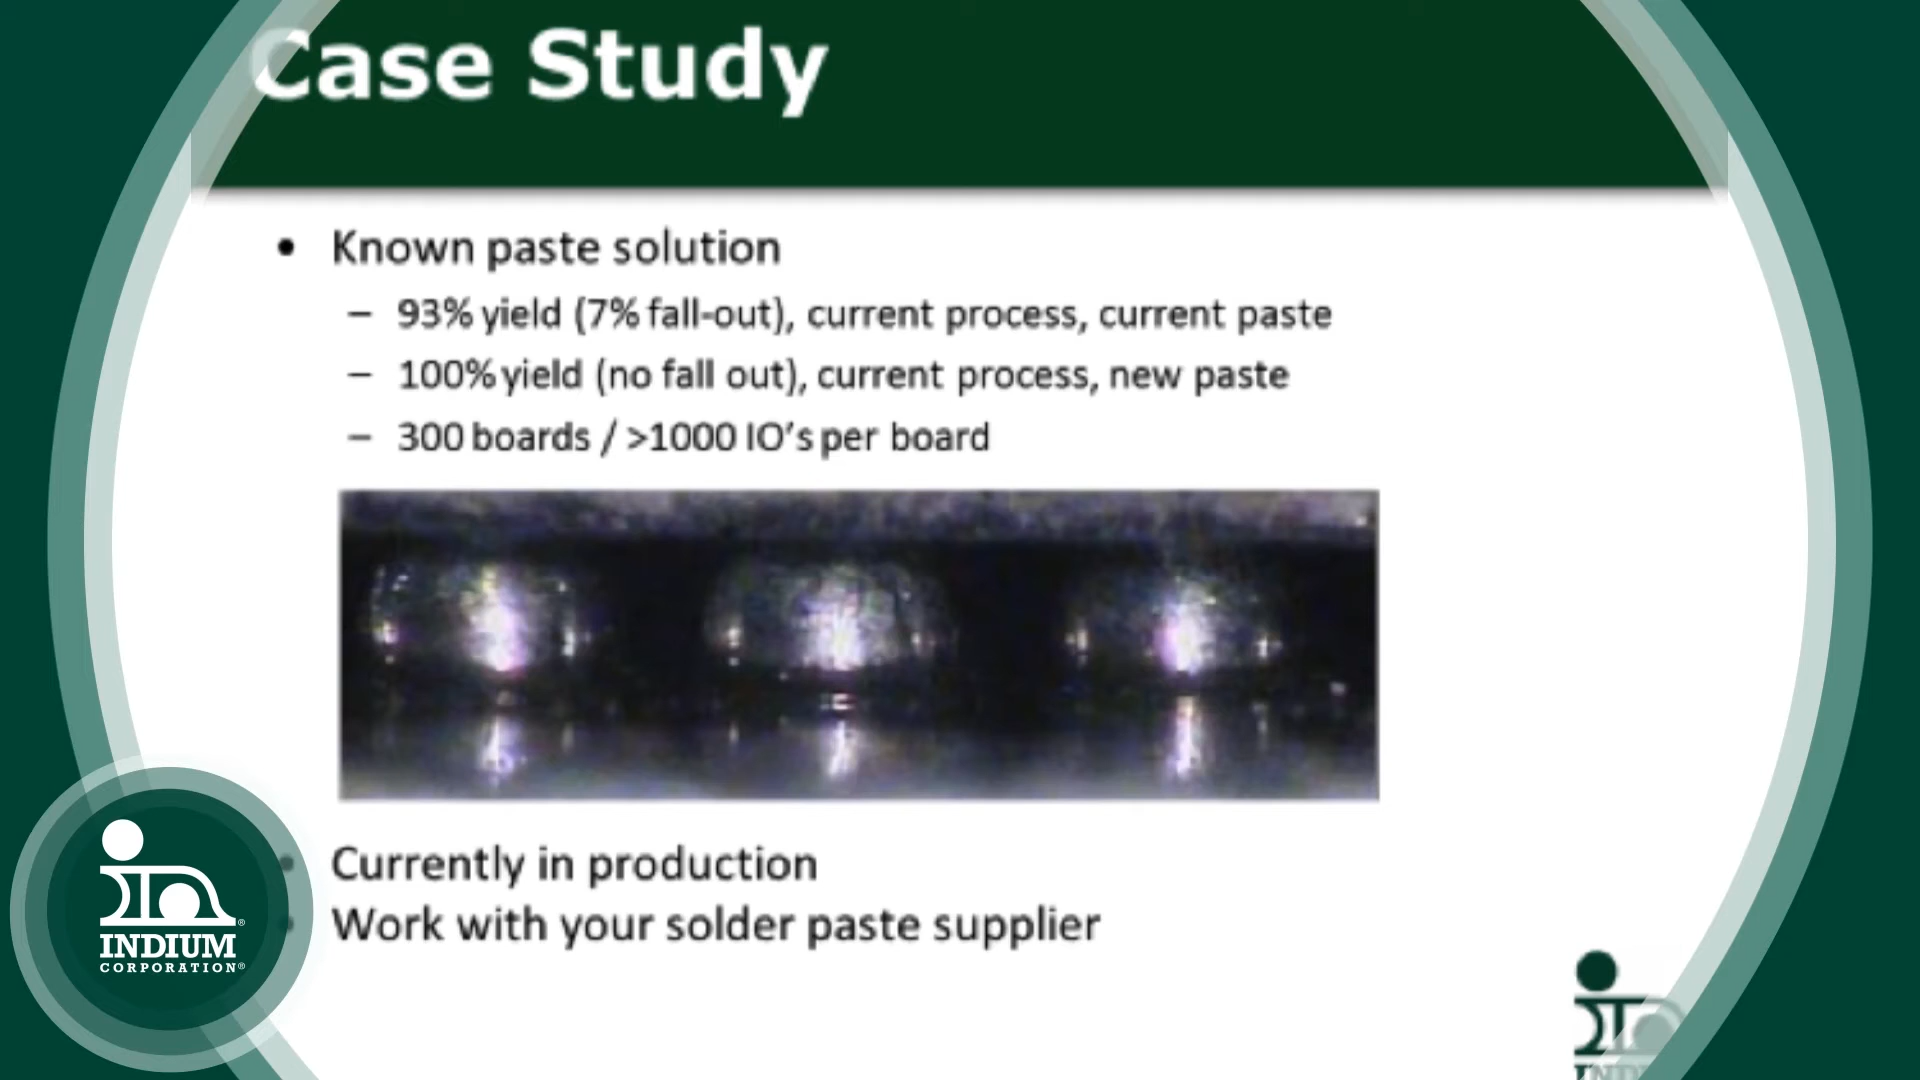 Case Study
• Known paste solution
– 93% yield (7% fall-out), current process, current paste
– 100% yield (no fall out), current process, new paste
– 300 boards / >1000 IO's per board
• Currently in production
• Work with your solder paste supplier
INDIUM
CORPORATION®